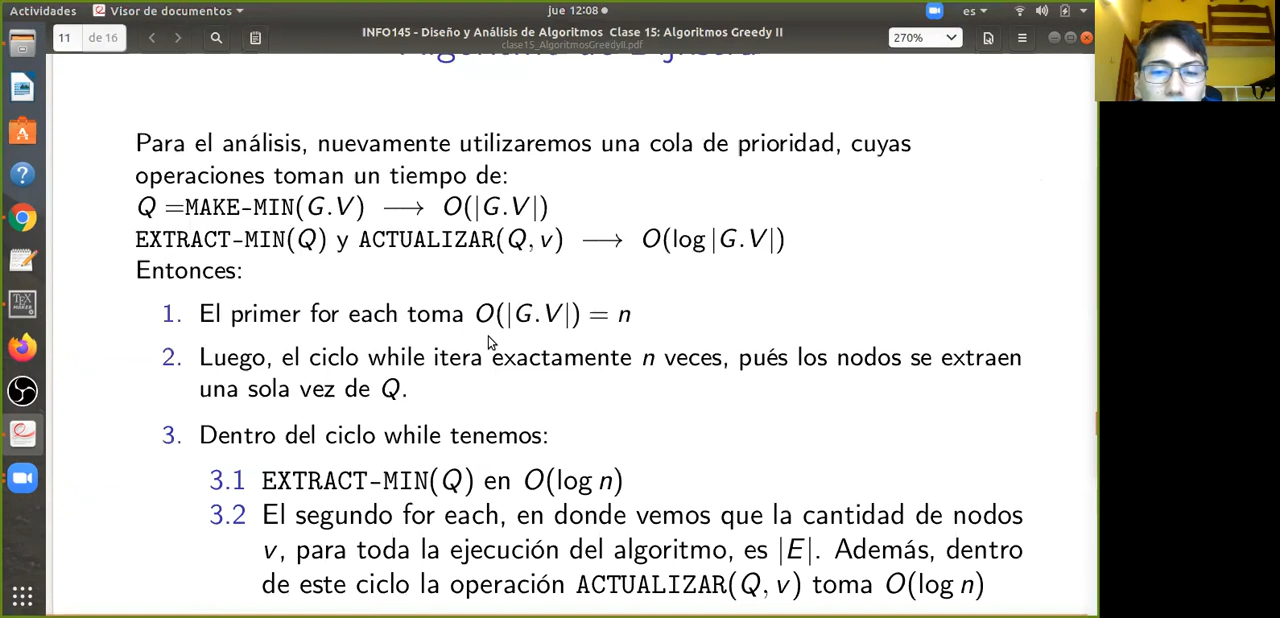 Actividades
Visor de documentos
jue 12:08
es
11
de 16
INFO145 - Diseño y Análisis de Algoritmos Clase 15: Algoritmos Greedy II
clase15_AlgoritmosGreedyII.pdf
270%
Algoritmo de Dijkstra
Para el análisis, nuevamente utilizaremos una cola de prioridad, cuyas
operaciones toman un tiempo de:
Q =MAKE-MIN(G.V) ⟶ O(|G.V|)
EXTRACT-MIN(Q) y ACTUALIZAR(Q, v) ⟶ O(log |G.V|)
Entonces:
1. El primer for each toma O(|G.V|) = n
2. Luego, el ciclo while itera exactamente n veces, pués los nodos se extraen
una sola vez de Q.
3. Dentro del ciclo while tenemos:
3.1 EXTRACT-MIN(Q) en O(log n)
3.2 El segundo for each, en donde vemos que la cantidad de nodos
v, para toda la ejecución del algoritmo, es |E|. Además, dentro
de este ciclo la operación ACTUALIZAR(Q, v) toma O(log n)